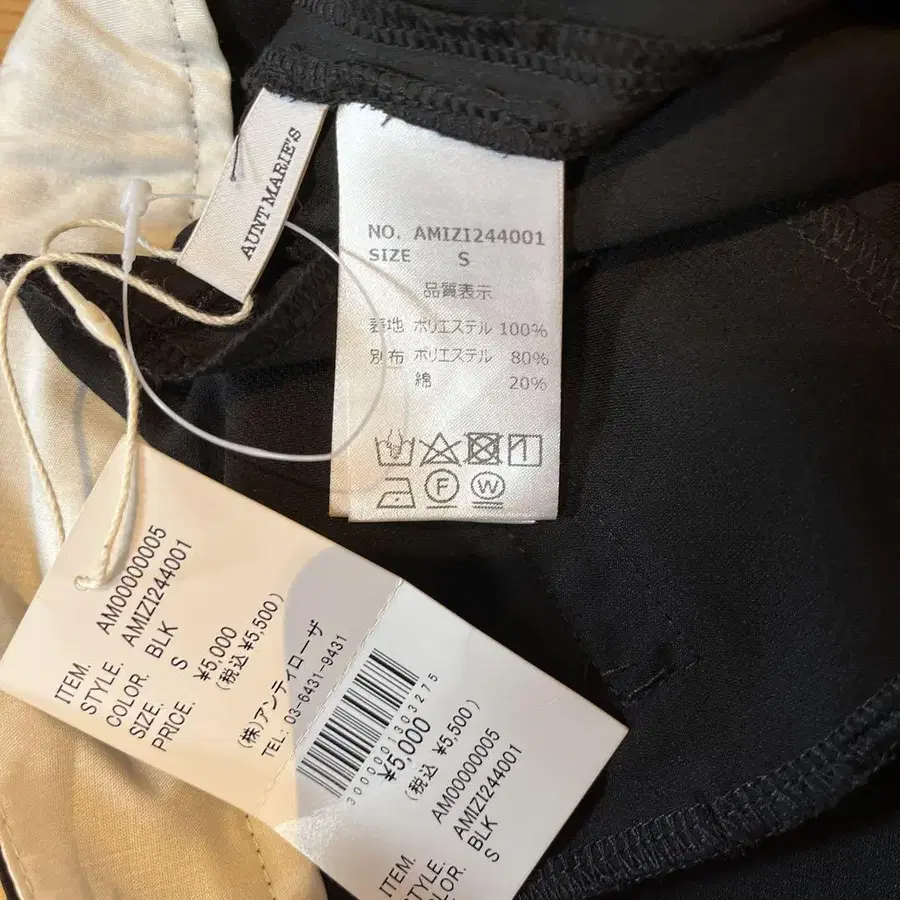 AUNT MARIE'S
NO. AMIZI244001
SIZE S
品質表示
表地 ポリエステル 100%
別布 ポリエステル 80%
綿 20%
F W
ITEM. AM00000005
STYLE. AMIZI244001
COLOR. BLK
SIZE. S
PRICE. ¥5,000
(税込 ¥5,500)
(株)アンティローザ
TEL: 03-6431-9431
3000001303275
¥5,000
(税込 ¥5,500)
ITEM. AM00000005
STYLE. AMIZI244001
COLOR. BLK
S